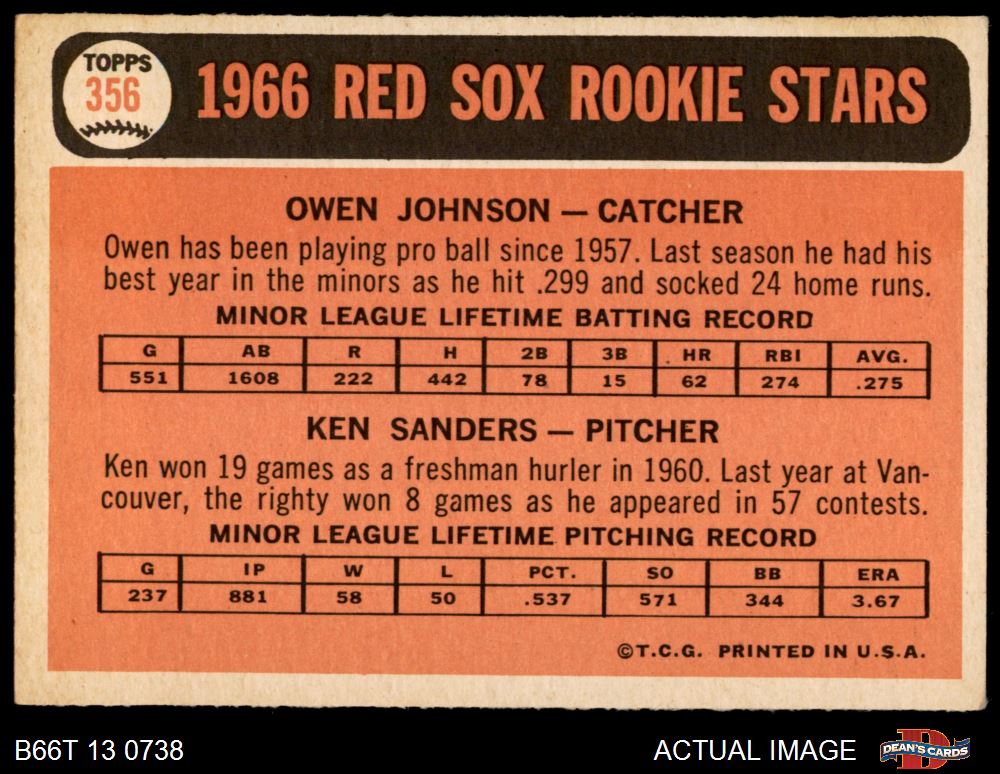 TOPPS
356
1966 RED SOX ROOKIE STARS
OWEN JOHNSON — CATCHER
Owen has been playing pro ball since 1957. Last season he had his
best year in the minors as he hit .299 and socked 24 home runs.
MINOR LEAGUE LIFETIME BATTING RECORD
G AB R H 2B 3B HR RBI AVG.
551 1608 222 442 78 15 62 274 .275
KEN SANDERS — PITCHER
Ken won 19 games as a freshman hurler in 1960. Last year at Van-
couver, the righty won 8 games as he appeared in 57 contests.
MINOR LEAGUE LIFETIME PITCHING RECORD
G IP W L PCT. SO BB ERA
237 881 58 50 .537 571 344 3.67
©T.C.G. PRINTED IN U.S.A.
B66T 13 0738 ACTUAL IMAGE DEAN'S CARDS